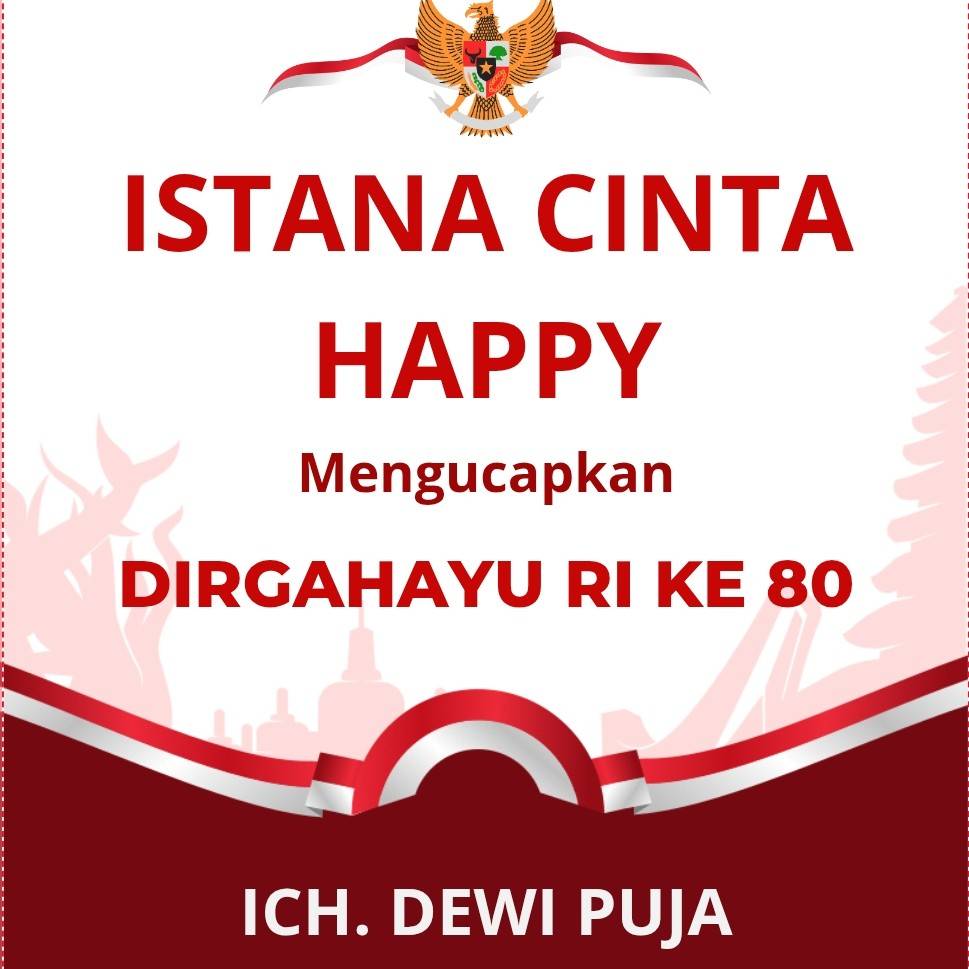 ISTANA CINTA
HAPPY
Mengucapkan
DIRGAHAYU RI KE 80
ICH. DEWI PUJA